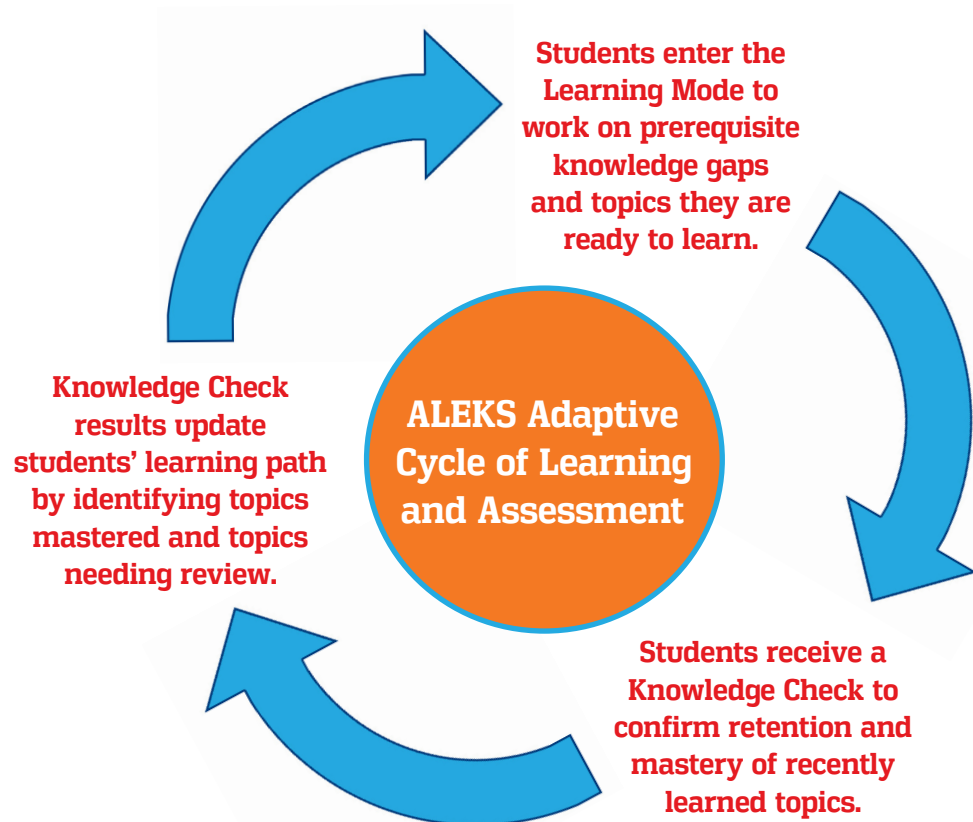 Students enter the
Learning Mode to
work on prerequisite
knowledge gaps
and topics they are
ready to learn.
Knowledge Check
results update
students’ learning path
by identifying topics
mastered and topics
needing review.
ALEKS Adaptive
Cycle of Learning
and Assessment
Students receive a
Knowledge Check to
confirm retention and
mastery of recently
learned topics.